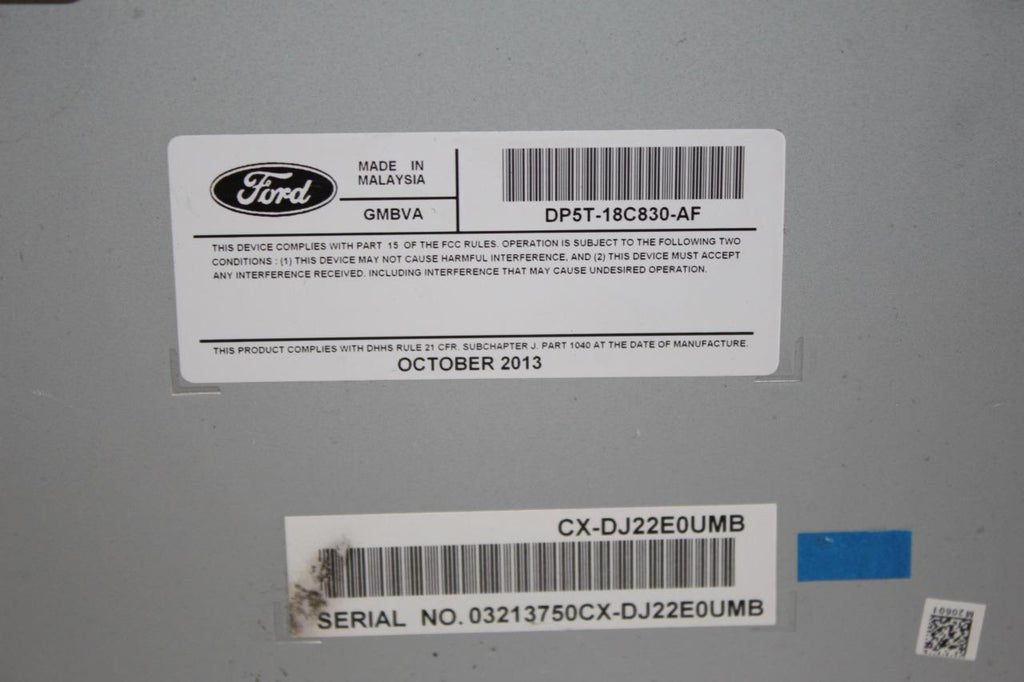 Ford
MADE IN
MALAYSIA
GMBVA
DP5T-18C830-AF
THIS DEVICE COMPLIES WITH PART 15 OF THE FCC RULES. OPERATION IS SUBJECT TO THE FOLLOWING TWO
CONDITIONS : (1) THIS DEVICE MAY NOT CAUSE HARMFUL INTERFERENCE, AND (2) THIS DEVICE MUST ACCEPT
ANY INTERFERENCE RECEIVED. INCLUDING INTERFERENCE THAT MAY CAUSE UNDESIRED OPERATION.
THIS PRODUCT COMPLIES WITH DHHS RULE 21 CFR. SUBCHAPTER J. PART 1040 AT THE DATE OF MANUFACTURE.
OCTOBER 2013
CX-DJ22E0UMB
SERIAL NO. 03213750CX-DJ22E0UMB
M20601